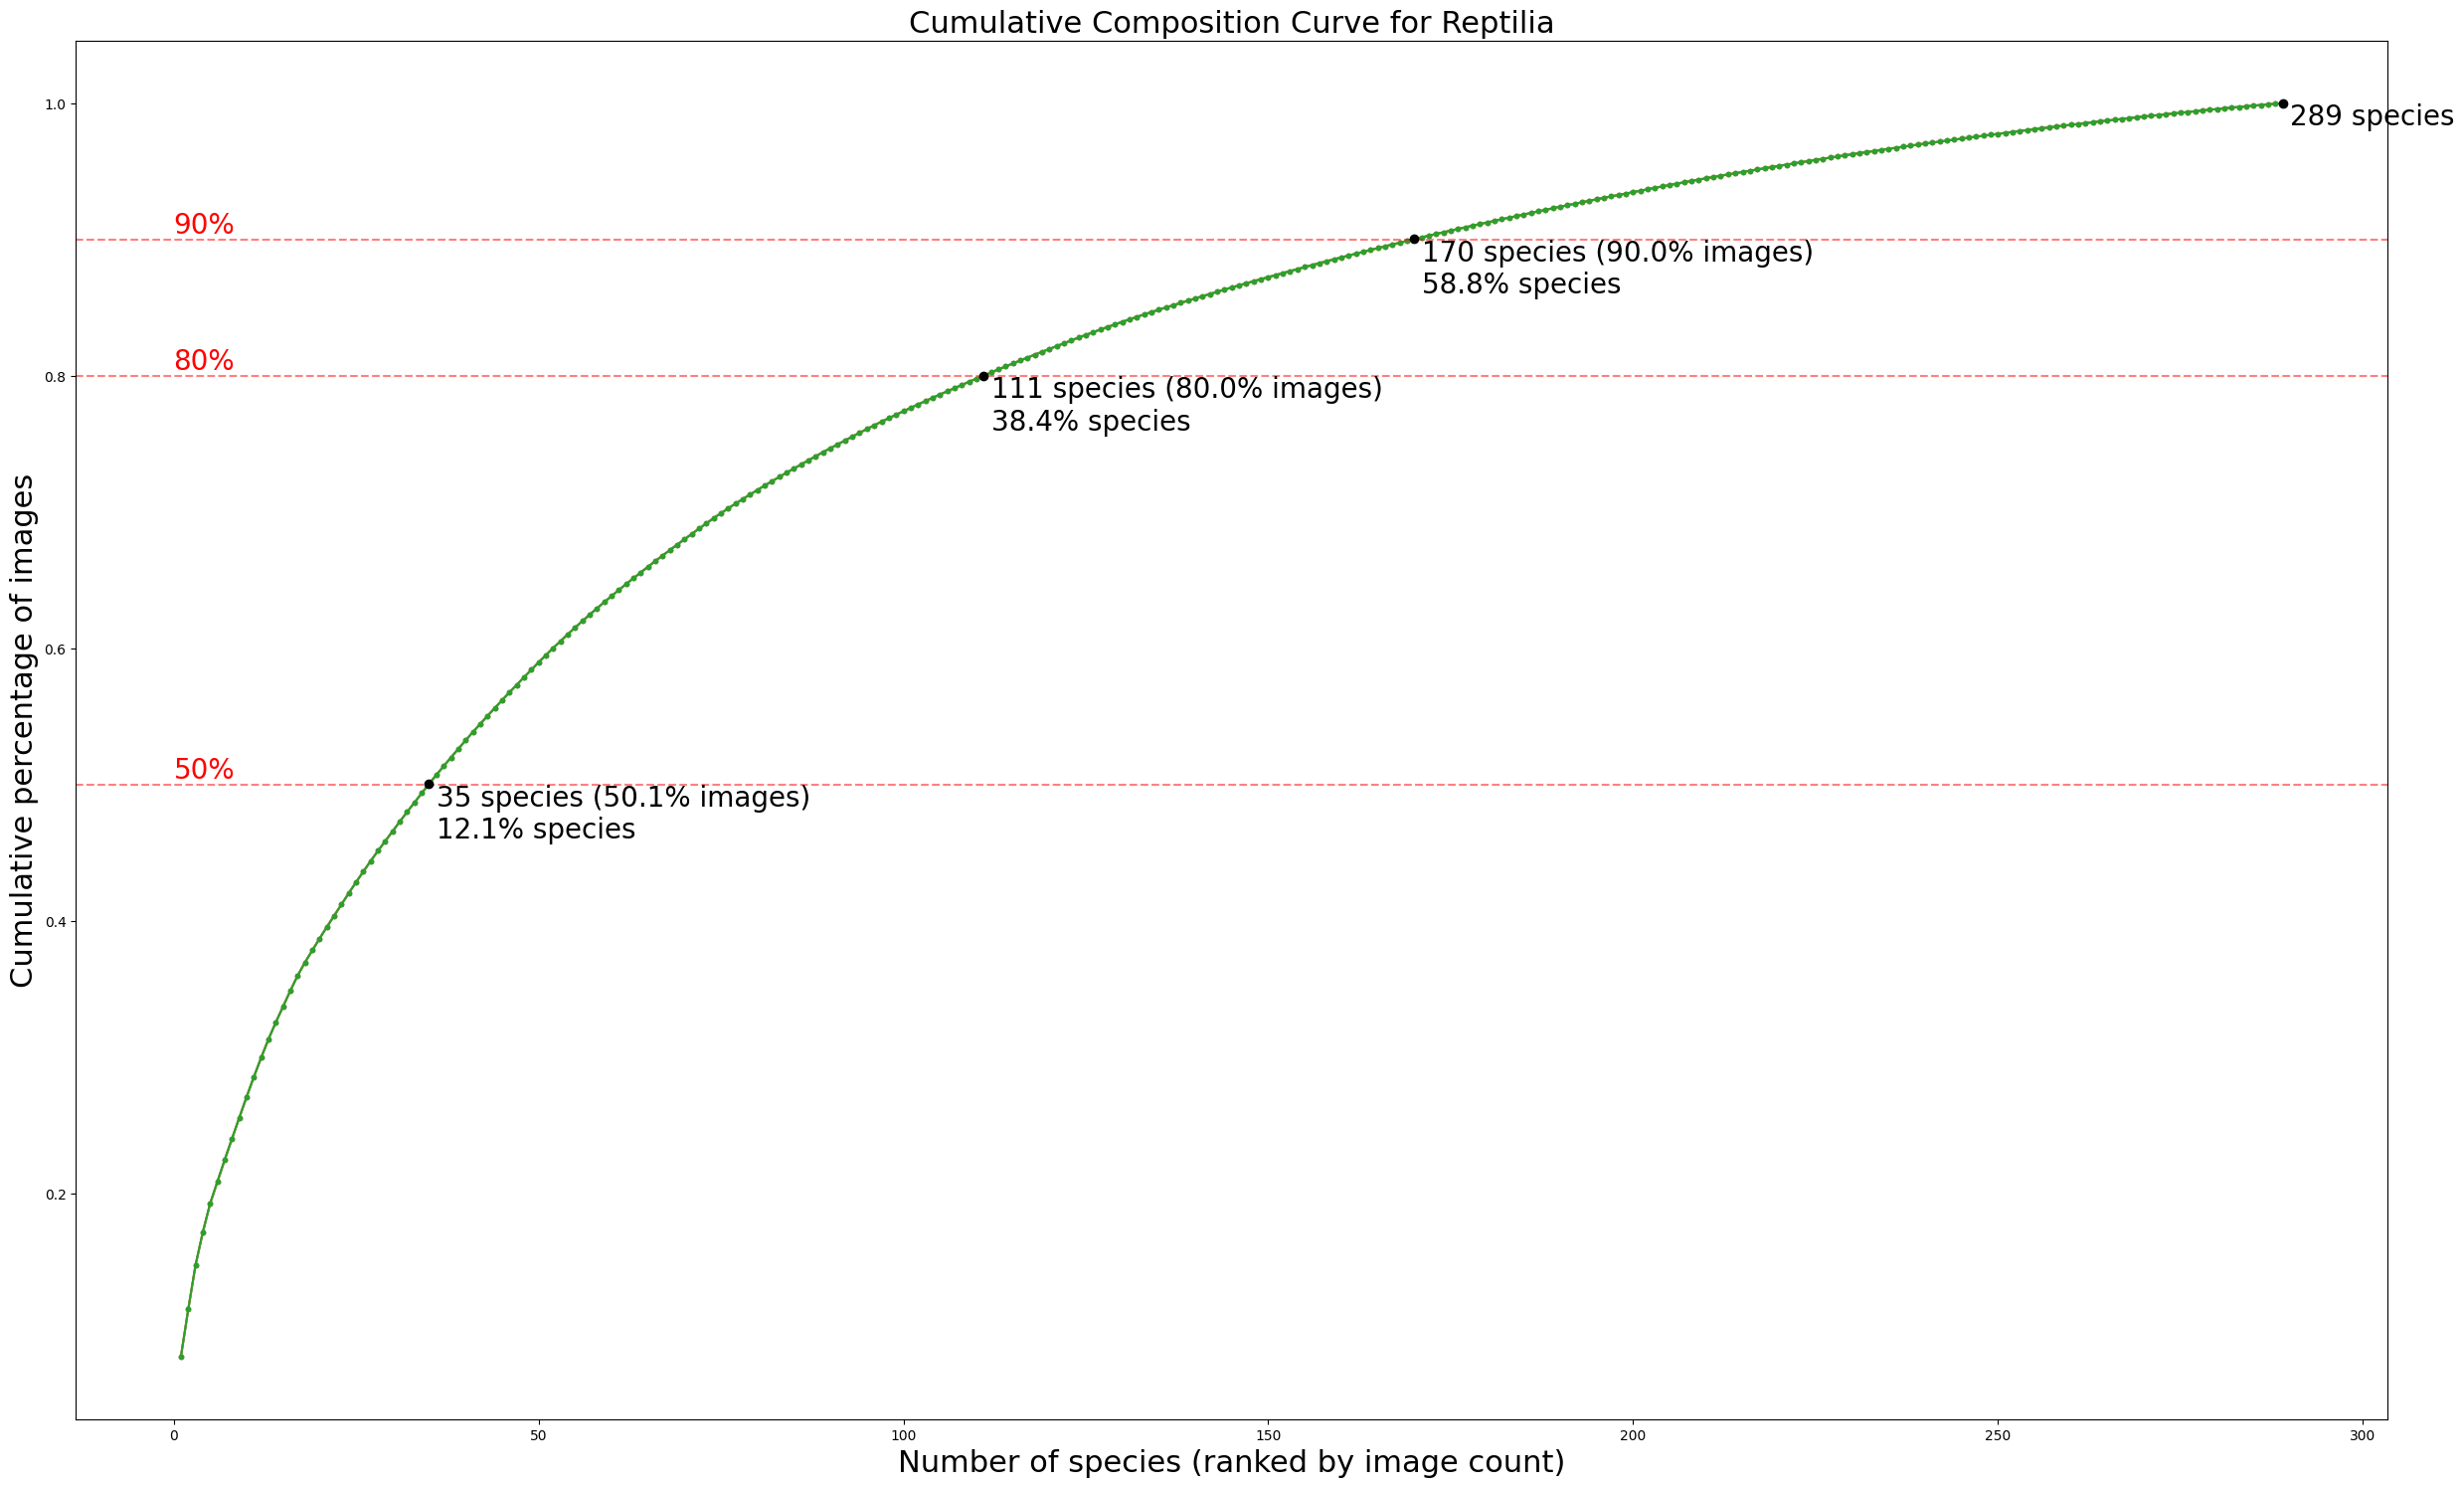 Cumulative Composition Curve for Reptilia
1.0
289 species
90%
170 species (90.0% images)
58.8% species
80%
0.8
111 species (80.0% images)
38.4% species
Cumulative percentage of images
0.6
50%
35 species (50.1% images)
12.1% species
0.4
0.2
0 50 100 150 200 250 300
Number of species (ranked by image count)